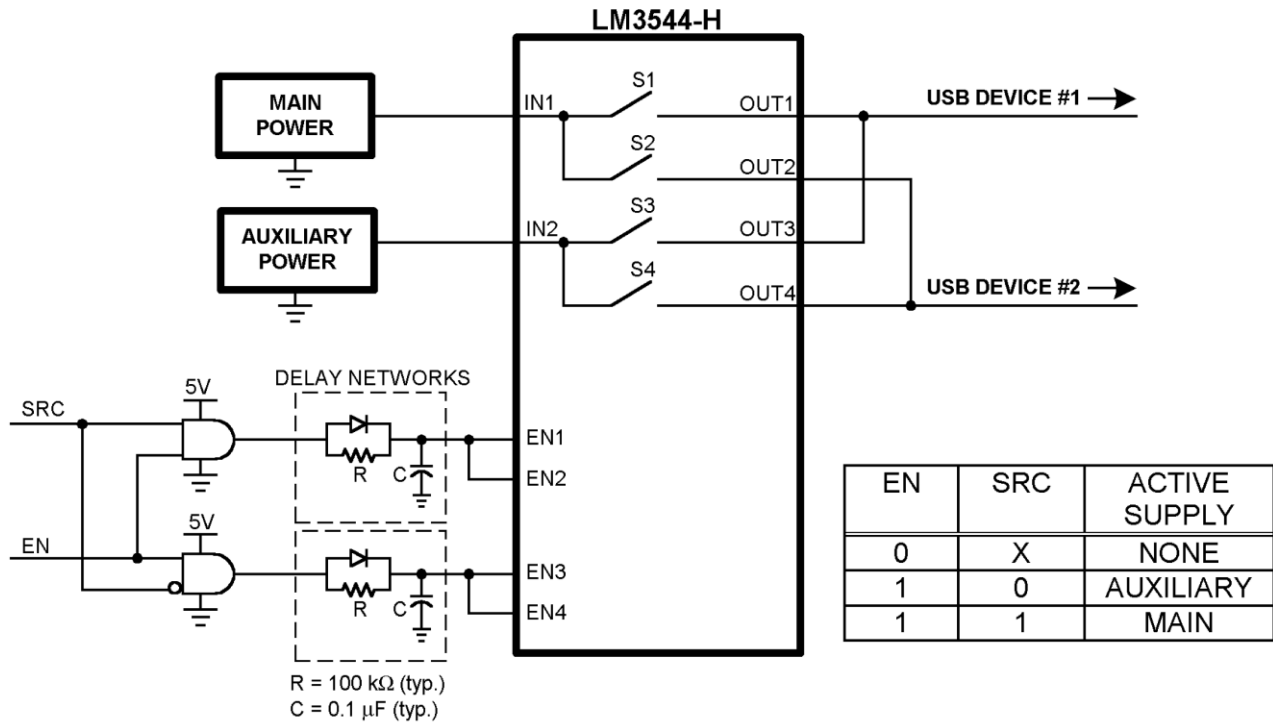 LM3544-H
MAIN
POWER
IN1
S1
OUT1
USB DEVICE #1
S2
OUT2
AUXILIARY
POWER
IN2
S3
OUT3
S4
OUT4
USB DEVICE #2
DELAY NETWORKS
SRC
5V
R
C
EN1
EN2
EN
5V
R
C
EN3
EN4
R = 100 kΩ (typ.)
C = 0.1 μF (typ.)
EN SRC ACTIVE
SUPPLY
0 X NONE
1 0 AUXILIARY
1 1 MAIN